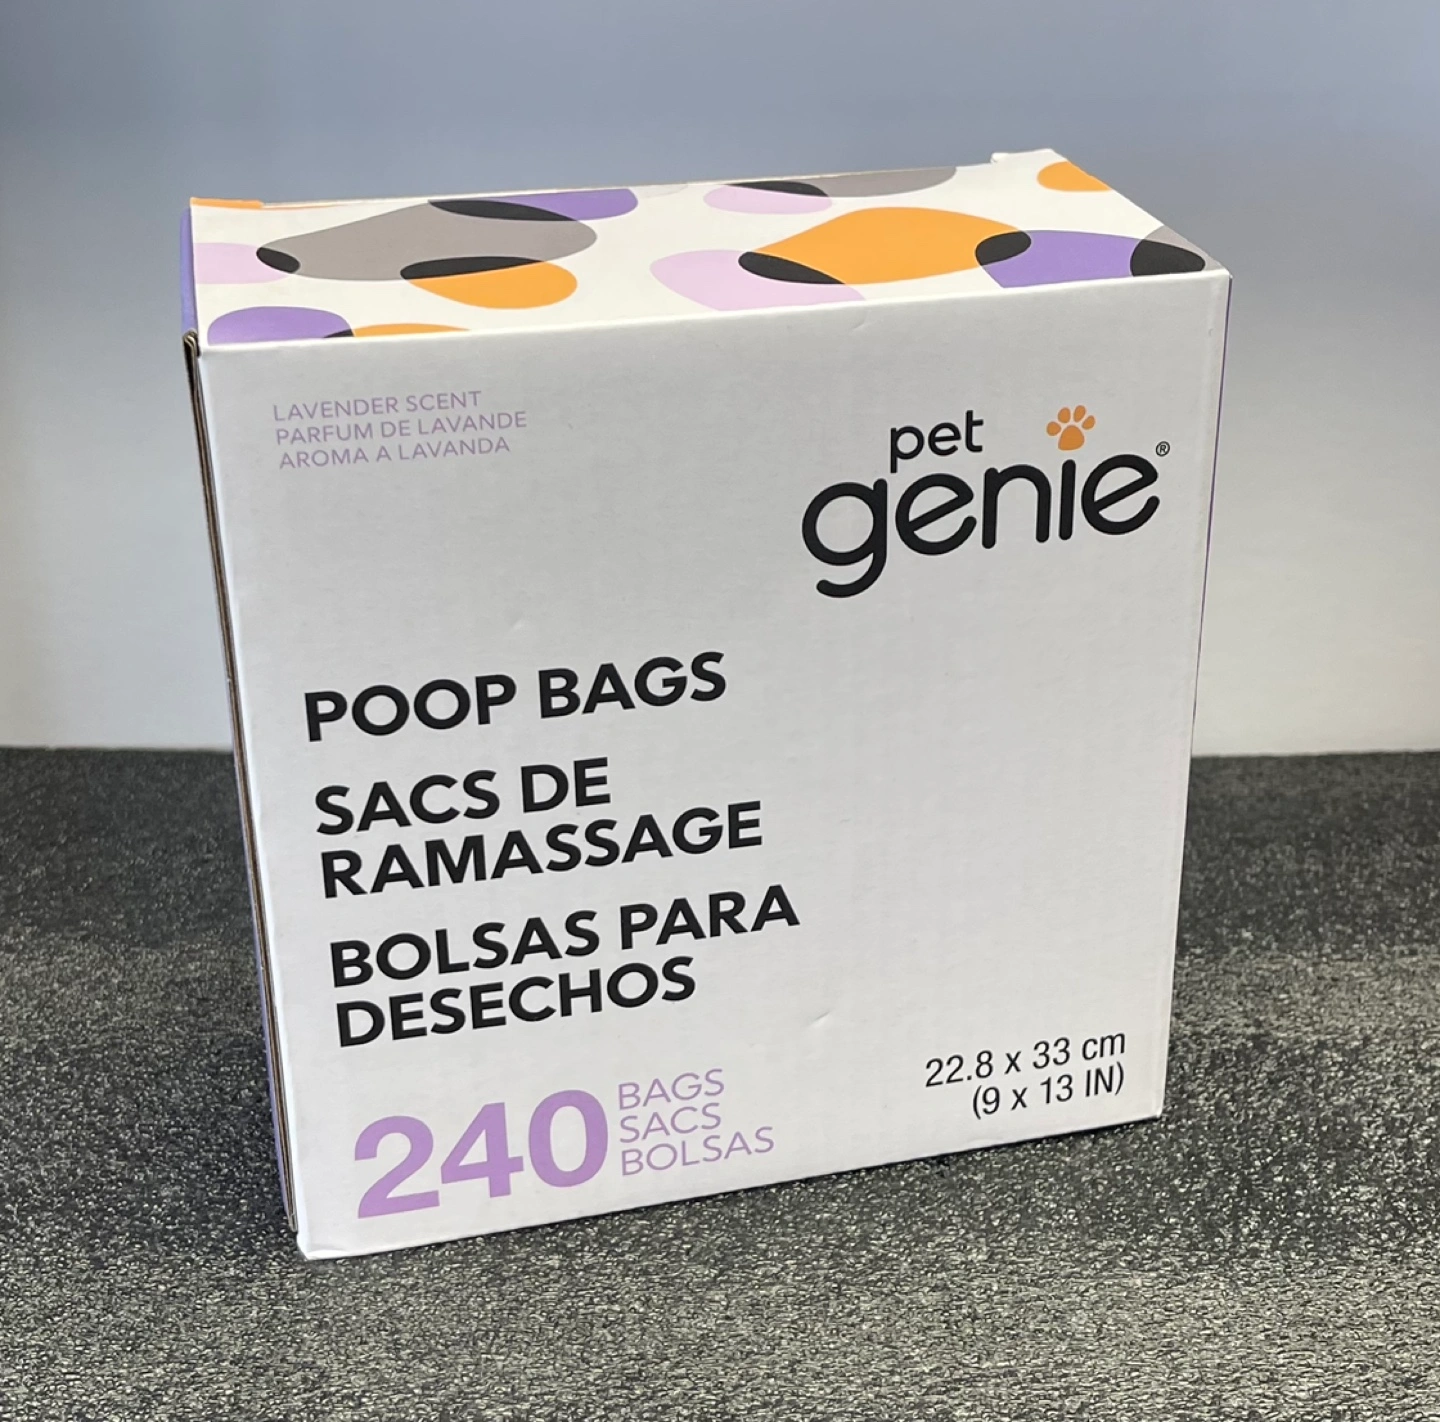 LAVENDER SCENT
PARFUM DE LAVANDE
AROMA A LAVANDA
pet
genie®
POOP BAGS
SACS DE
RAMASSAGE
BOLSAS PARA
DESECHOS
240
BAGS
SACS
BOLSAS
22.8 x 33 cm
(9 x 13 IN)